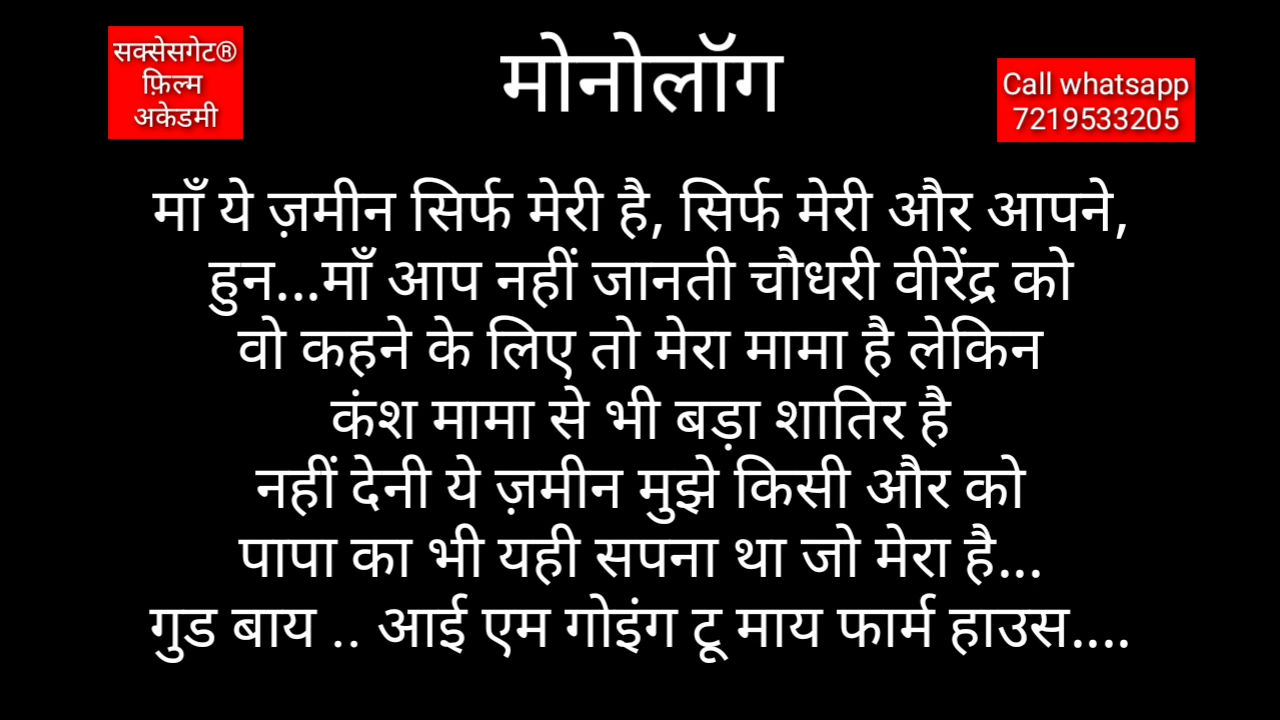 सक्सेसगेट®
फ़िल्म
अकेडमी
मोनोलॉग
Call whatsapp
7219533205
माँ ये ज़मीन सिर्फ मेरी है, सिर्फ मेरी और आपने,
हुन...माँ आप नहीं जानती चौधरी वीरेंद्र को
वो कहने के लिए तो मेरा मामा है लेकिन
कंश मामा से भी बड़ा शातिर है
नहीं देनी ये ज़मीन मुझे किसी और को
पापा का भी यही सपना था जो मेरा है...
गुड बाय .. आई एम गोइंग टू माय फार्म हाउस....